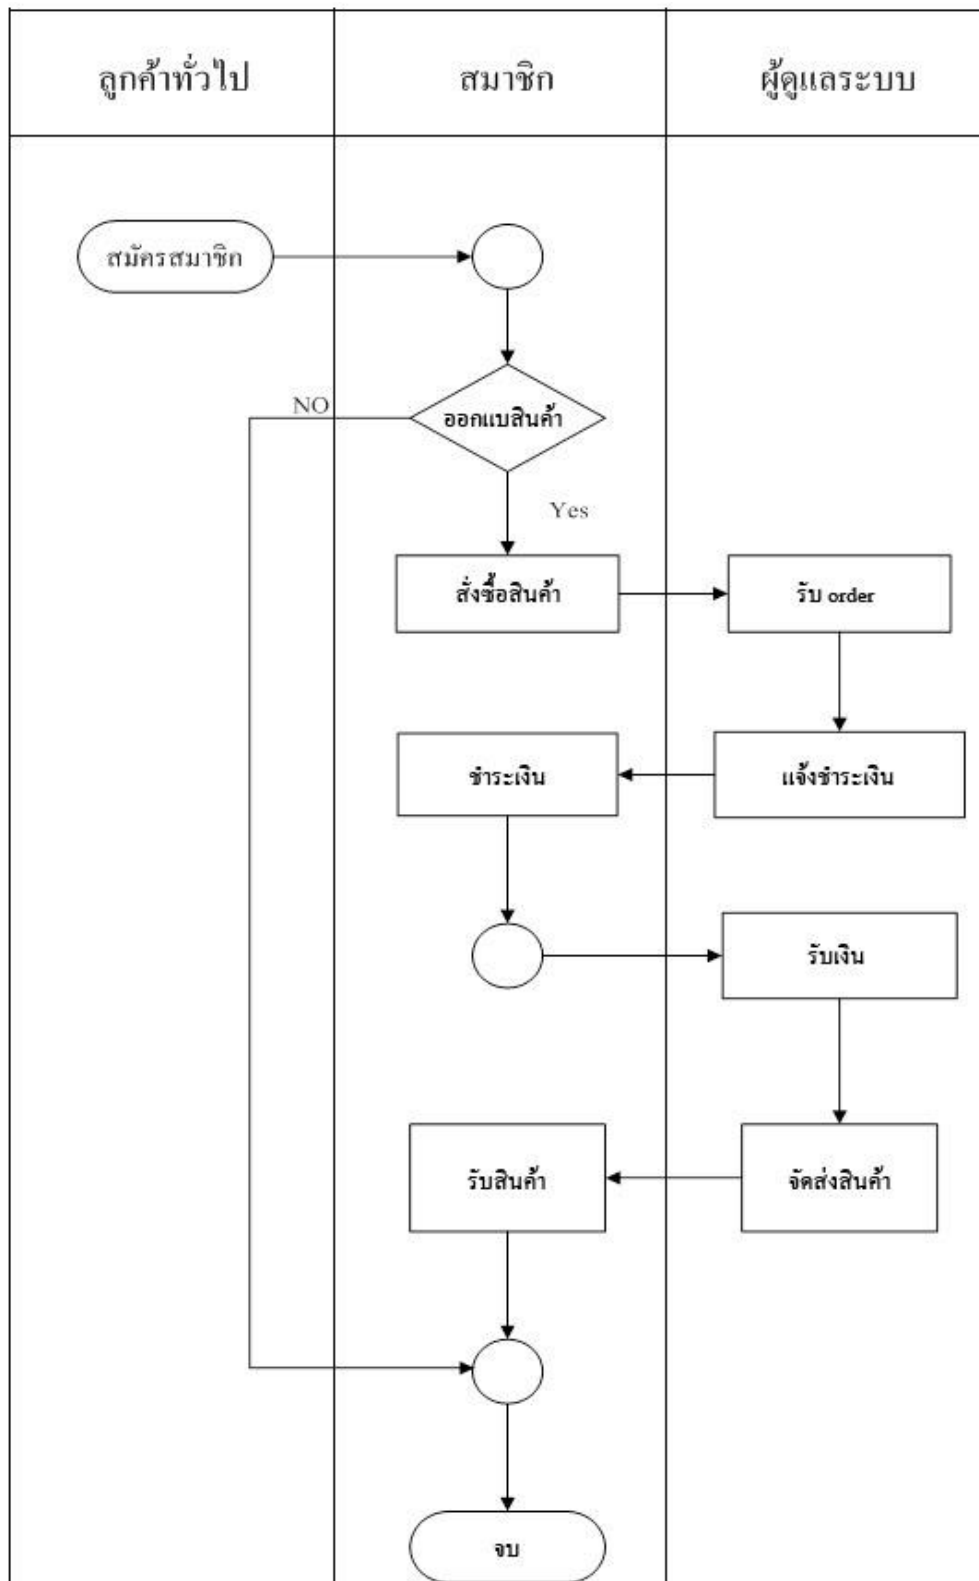 ลูกค้าทั่วไป
สมาชิก
ผู้ดูแลระบบ
สมัครสมาชิก
NO
ออกแบสินค้า
Yes
สั่งซื้อสินค้า
รับ order
ชำระเงิน
แจ้งชำระเงิน
รับเงิน
รับสินค้า
จัดส่งสินค้า
จบ